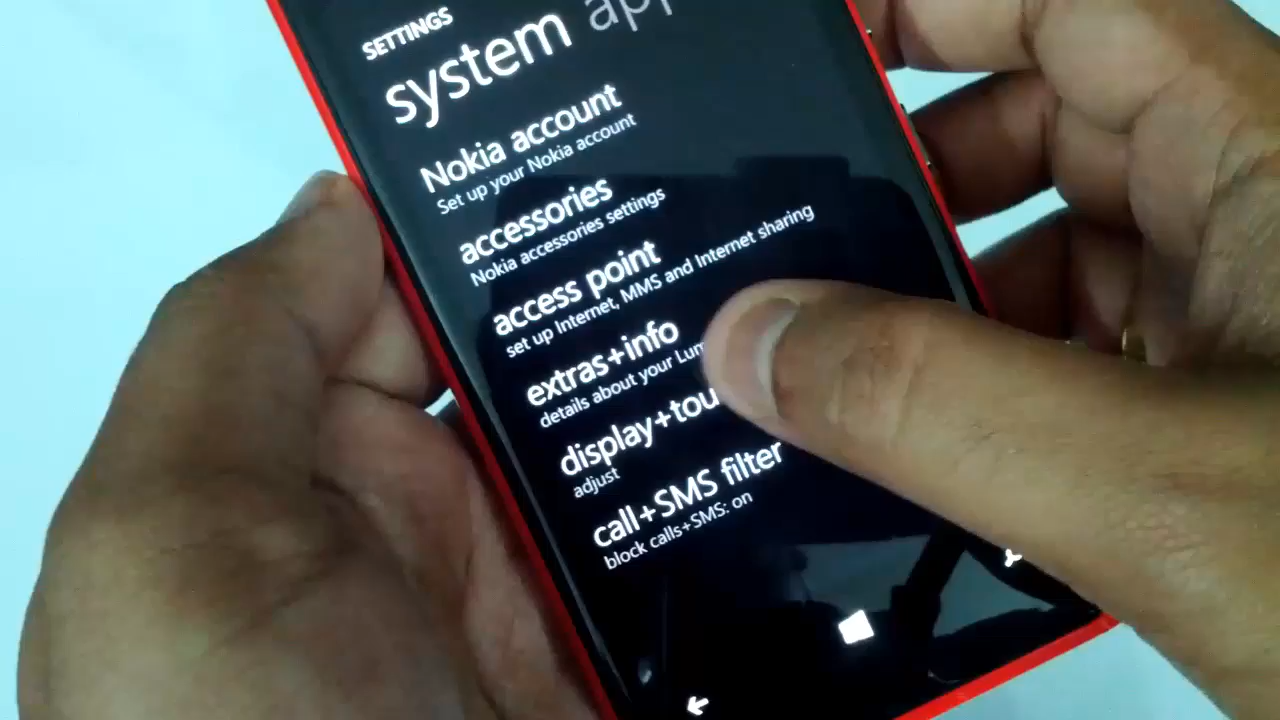 SETTINGS
system
Nokia account
Set up your Nokia account
accessories
Nokia accessories settings
access point
set up Internet, MMS and Internet sharing
extras+info
details about your
adjust
call+SMS filter
block calls+SMS: on